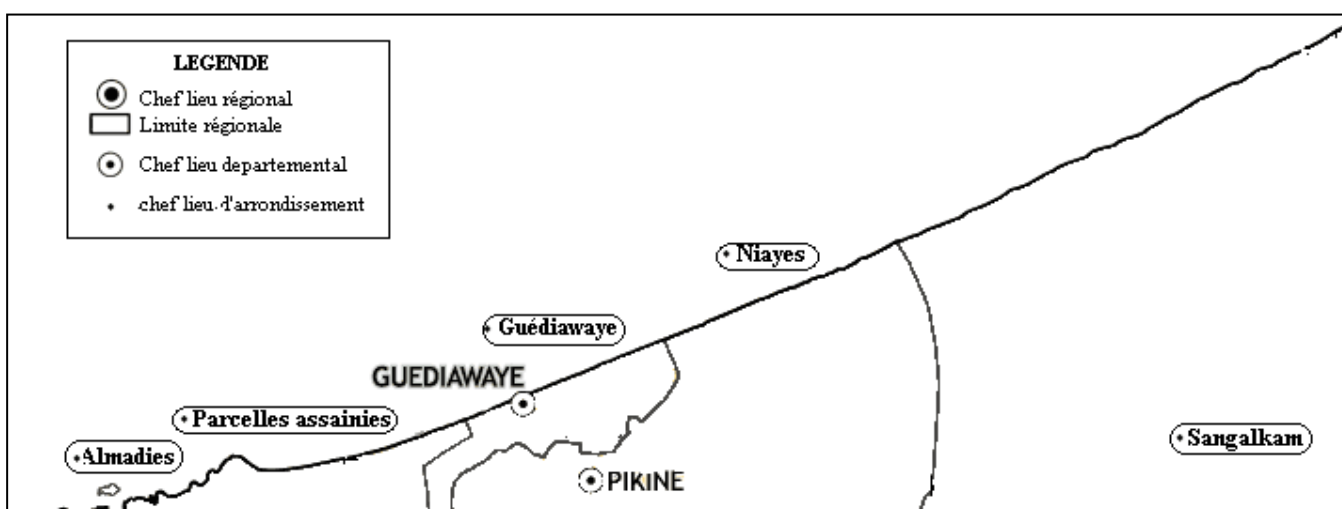 LEGENDE
Chef lieu régional
Limite régionale
Chef lieu departemental
chef lieu d'arrondissement
Niayes
Guédiawaye
GUEDIAWAYE
Parcelles assainies
Almadies
Sangalkam
PIKINE